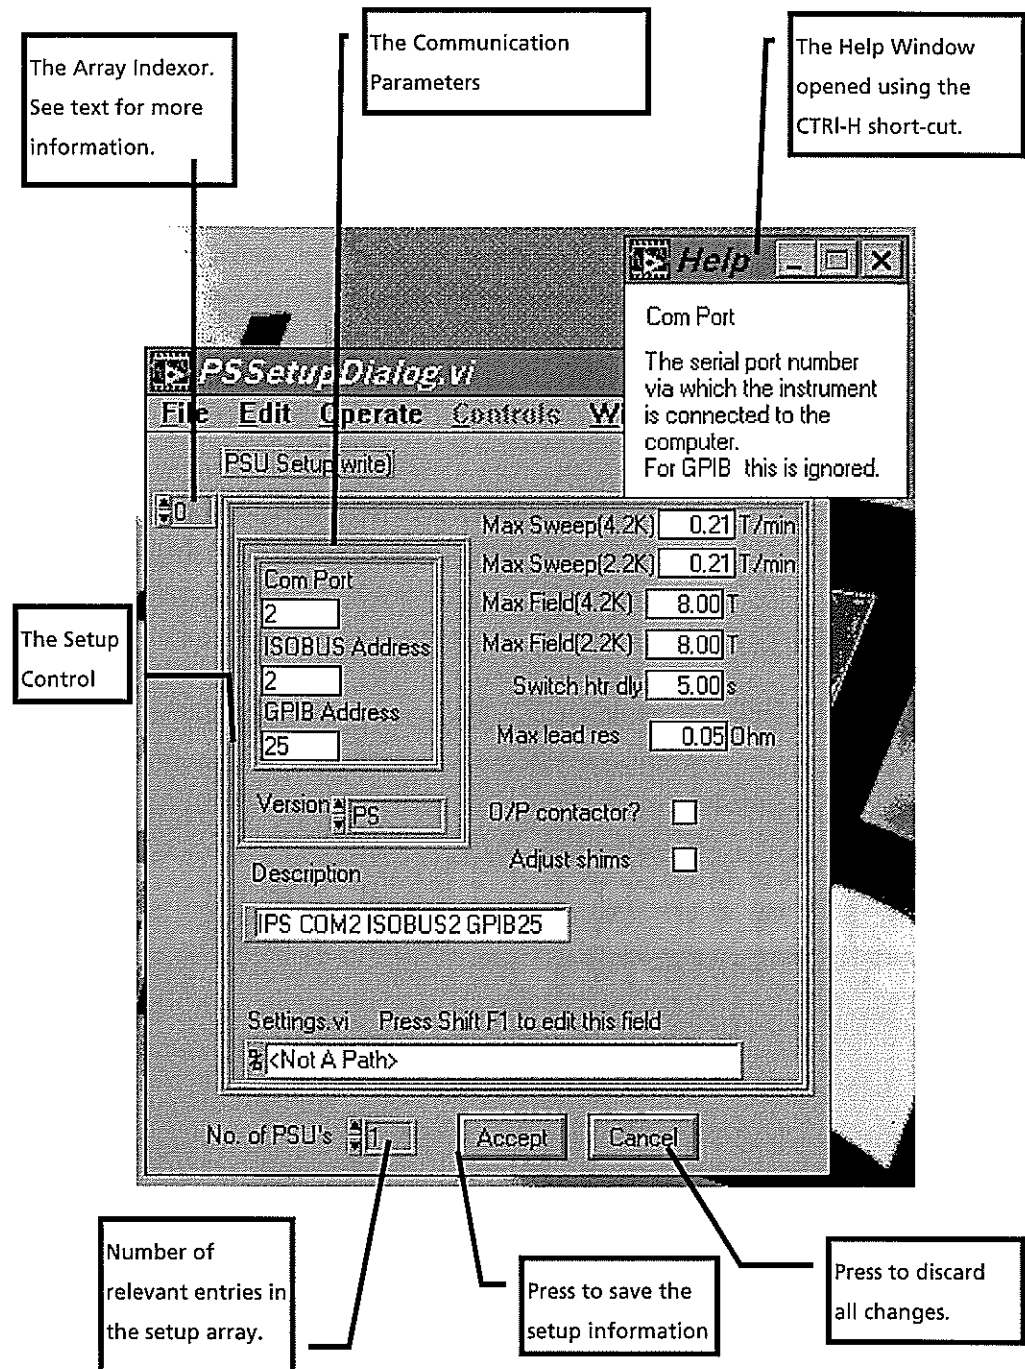 The Array Indexor.
See text for more
information.
The Communication
Parameters
The Help Window
opened using the
CTRl-H short-cut.
Help
Com Port
The serial port number
via which the instrument
is connected to the
computer.
For GPIB this is ignored.
PSSetupDialog.vi
File Edit Operate Controls Wi
PSU Setup(write)
0
Com Port
2
ISOBUS Address
2
GPIB Address
25
Version PS
Max Sweep(4.2K) 0.21 T/min
Max Sweep(2.2K) 0.21 T/min
Max Field(4.2K) 8.00 T
Max Field(2.2K) 8.00 T
Switch htr dly 5.00 s
Max lead res 0.05 Ohm
O/P contactor?
Adjust shims
The Setup
Control
Description
IPS COM2 ISOBUS2 GPIB25
Settings.vi Press Shift F1 to edit this field
<Not A Path>
No. of PSU's 1 Accept Cancel
Number of
relevant entries in
the setup array.
Press to save the
setup information
Press to discard
all changes.